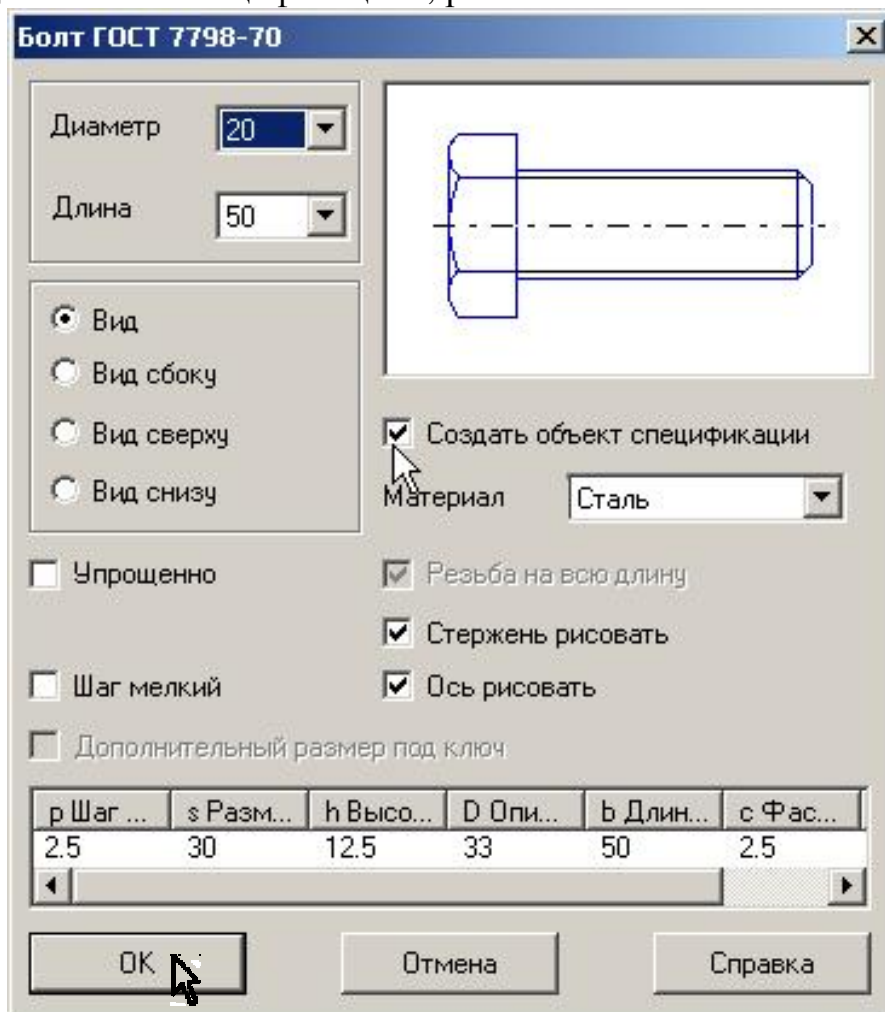 Болт ГОСТ 7798-70
Диаметр 20
Длина 50
Вид
Вид сбоку
Вид сверху
Вид снизу
Создать объект спецификации
Материал Сталь
Упрощенно
Резьба на всю длину
Стержень рисовать
Шаг мелкий
Ось рисовать
Дополнительный размер под ключ
p Шаг ... s Разм... h Высо... D Опи... b Длин... c Фас...
2.5 30 12.5 33 50 2.5
OK Отмена Справка